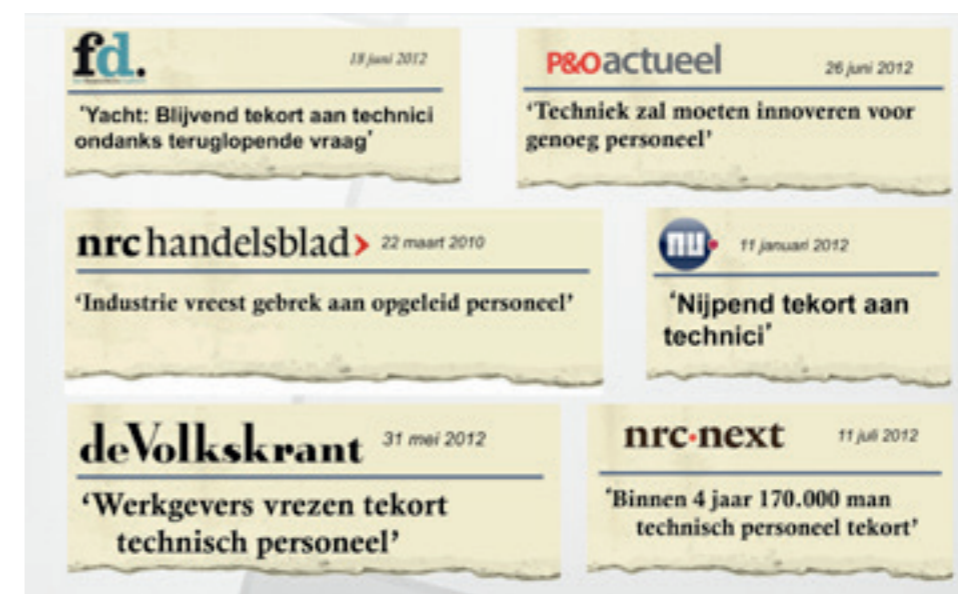 fd.
18 juni 2012
'Yacht: Blijvend tekort aan technici
ondanks teruglopende vraag'
P&Oactueel
26 juni 2012
'Techniek zal moeten innoveren voor
genoeg personeel'
nrc handelsblad>
22 maart 2010
'Industrie vreest gebrek aan opgeleid personeel'
nu
11 januari 2012
'Nijpend tekort aan
technici'
deVolkskrant
31 mei 2012
'Werkgevers vrezen tekort
technisch personeel'
nrc•next
11 juli 2012
'Binnen 4 jaar 170.000 man
technisch personeel tekort'